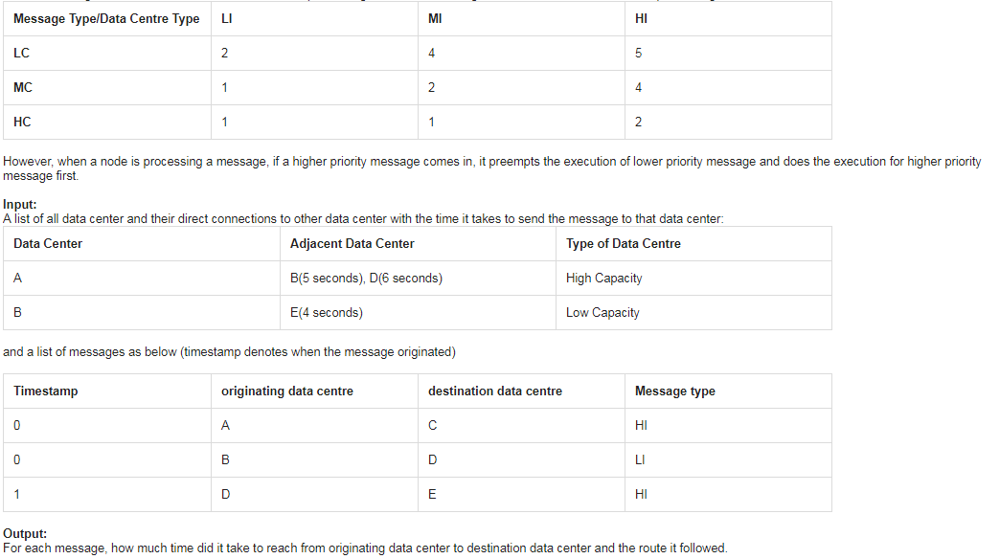 Message Type/Data Centre Type LI MI HI
LC 2 4 5
MC 1 2 4
HC 1 1 2
However, when a node is processing a message, if a higher priority message comes in, it preempts the execution of lower priority message and does the execution for higher priority
message first.
Input:
A list of all data center and their direct connections to other data center with the time it takes to send the message to that data center:
Data Center Adjacent Data Center Type of Data Centre
A B(5 seconds), D(6 seconds) High Capacity
B E(4 seconds) Low Capacity
and a list of messages as below (timestamp denotes when the message originated)
Timestamp originating data centre destination data centre Message type
0 A C HI
0 B D LI
1 D E HI
Output:
For each message, how much time did it take to reach from originating data center to destination data center and the route it followed.